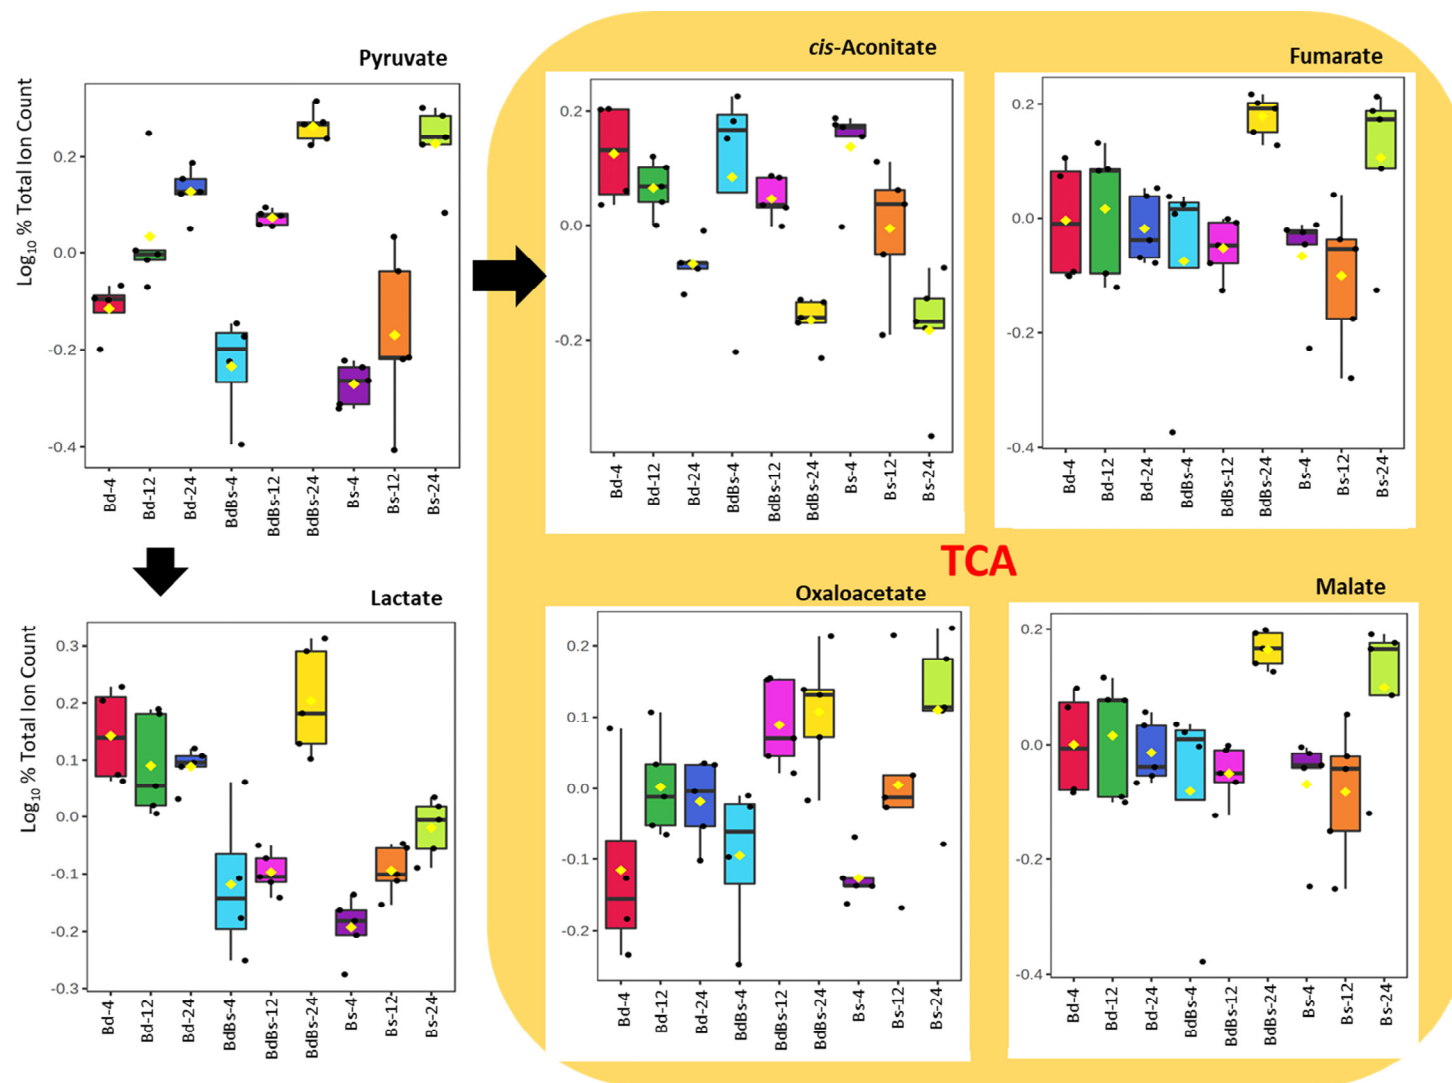 Pyruvate
Log10 % Total Ion Count
0.2
0.0
-0.2
-0.4
Bd-4
Bd-12
Bd-24
BdBs-4
BdBs-12
BdBs-24
Bs-4
Bs-12
Bs-24
cis-Aconitate
0.2
0.0
-0.2
Bd-4
Bd-12
Bd-24
BdBs-4
BdBs-12
BdBs-24
Bs-4
Bs-12
Bs-24
Fumarate
0.2
0.0
-0.2
-0.4
Bd-4
Bd-12
Bd-24
BdBs-4
BdBs-12
BdBs-24
Bs-4
Bs-12
Bs-24
TCA
Lactate
Log10 % Total Ion Count
0.3
0.2
0.1
0.0
-0.1
-0.2
-0.3
Bd-4
Bd-12
Bd-24
BdBs-4
BdBs-12
BdBs-24
Bs-4
Bs-12
Bs-24
Oxaloacetate
0.2
0.1
0.0
-0.1
-0.2
Bd-4
Bd-12
Bd-24
BdBs-4
BdBs-12
BdBs-24
Bs-4
Bs-12
Bs-24
Malate
0.2
0.0
-0.2
-0.4
Bd-4
Bd-12
Bd-24
BdBs-4
BdBs-12
BdBs-24
Bs-4
Bs-12
Bs-24